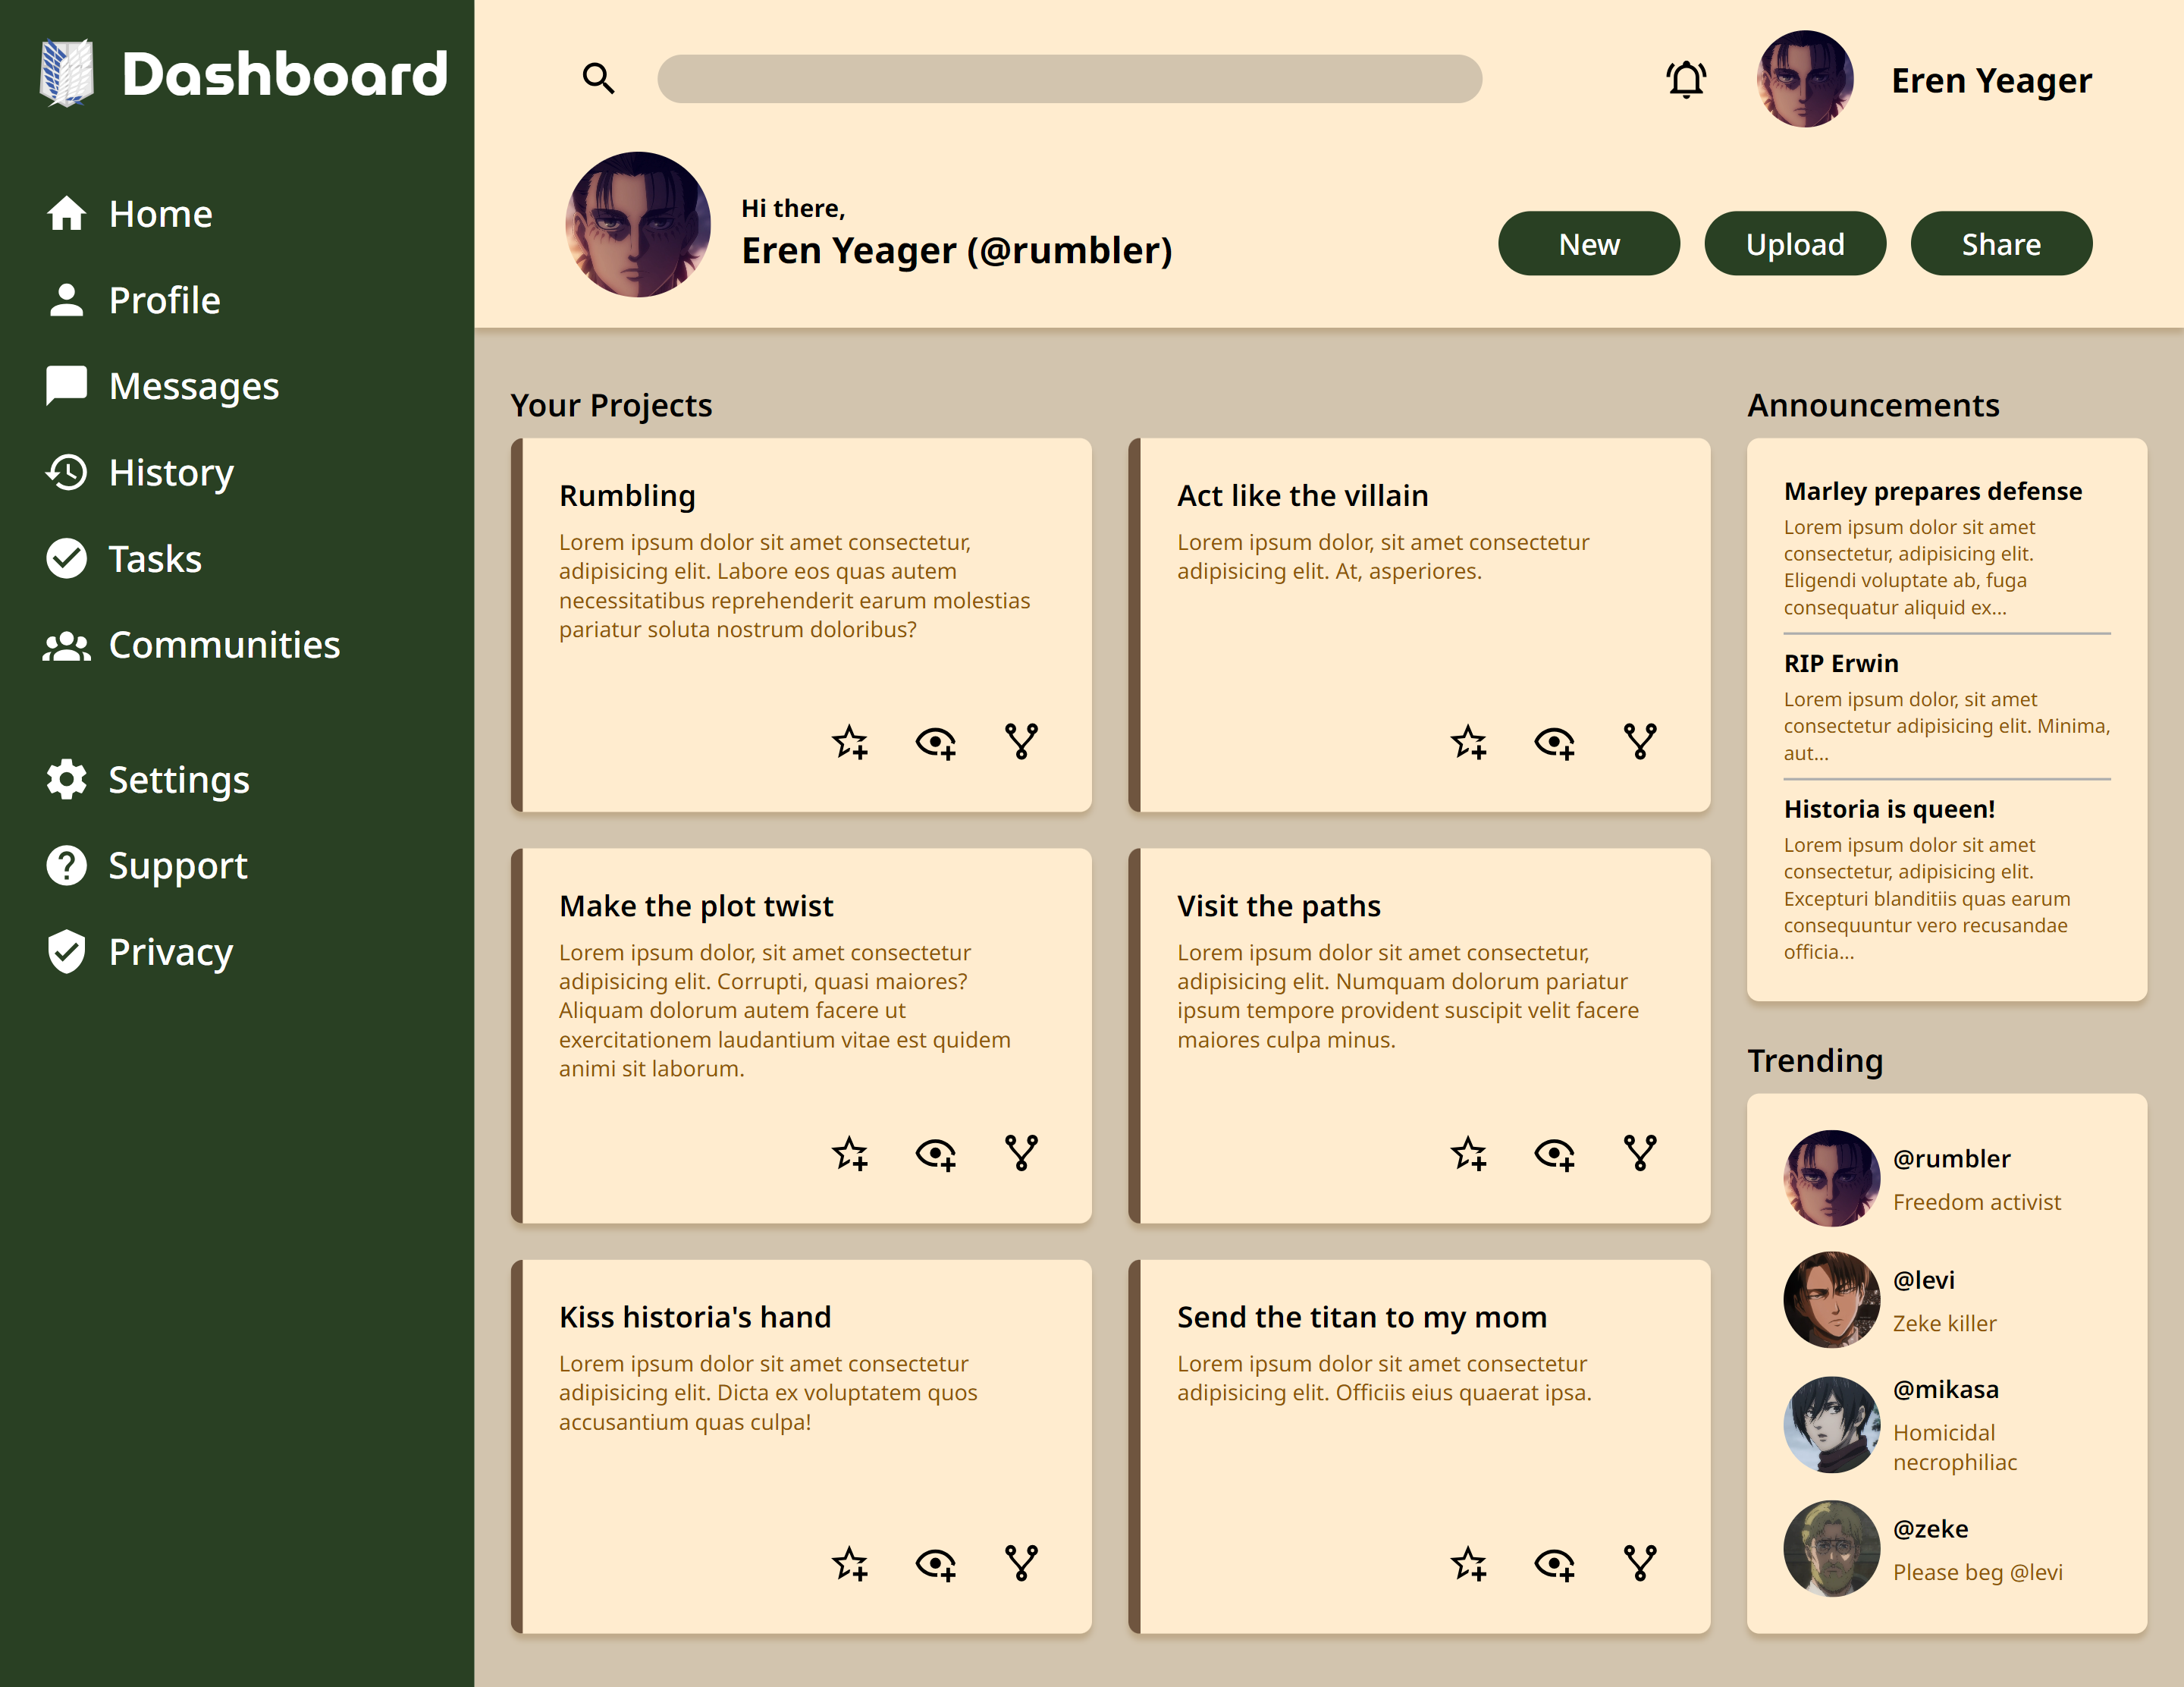 Dashboard
Home
Profile
Messages
History
Tasks
Communities
Settings
Support
Privacy
Eren Yeager
Hi there,
Eren Yeager (@rumbler)
New
Upload
Share
Your Projects
Rumbling
Lorem ipsum dolor sit amet consectetur,
adipisicing elit. Labore eos quas autem
necessitatibus reprehenderit earum molestias
pariatur soluta nostrum doloribus?
Act like the villain
Lorem ipsum dolor, sit amet consectetur
adipisicing elit. At, asperiores.
Make the plot twist
Lorem ipsum dolor, sit amet consectetur
adipisicing elit. Corrupti, quasi maiores?
Aliquam dolorum autem facere ut
exercitationem laudantium vitae est quidem
animi sit laborum.
Visit the paths
Lorem ipsum dolor sit amet consectetur,
adipisicing elit. Numquam dolorum pariatur
ipsum tempore provident suscipit velit facere
maiores culpa minus.
Kiss historia's hand
Lorem ipsum dolor sit amet consectetur
adipisicing elit. Dicta ex voluptatem quos
accusantium quas culpa!
Send the titan to my mom
Lorem ipsum dolor sit amet consectetur
adipisicing elit. Officiis eius quaerat ipsa.
Announcements
Marley prepares defense
Lorem ipsum dolor sit amet
consectetur, adipisicing elit.
Eligendi voluptate ab, fuga
consequatur aliquid ex...
RIP Erwin
Lorem ipsum dolor, sit amet
consectetur adipisicing elit. Minima,
aut...
Historia is queen!
Lorem ipsum dolor sit amet
consectetur, adipisicing elit.
Excepturi blanditiis quas earum
consequuntur vero recusandae
officia...
Trending
@rumbler
Freedom activist
@levi
Zeke killer
@mikasa
Homicidal
necrophiliac
@zeke
Please beg @levi